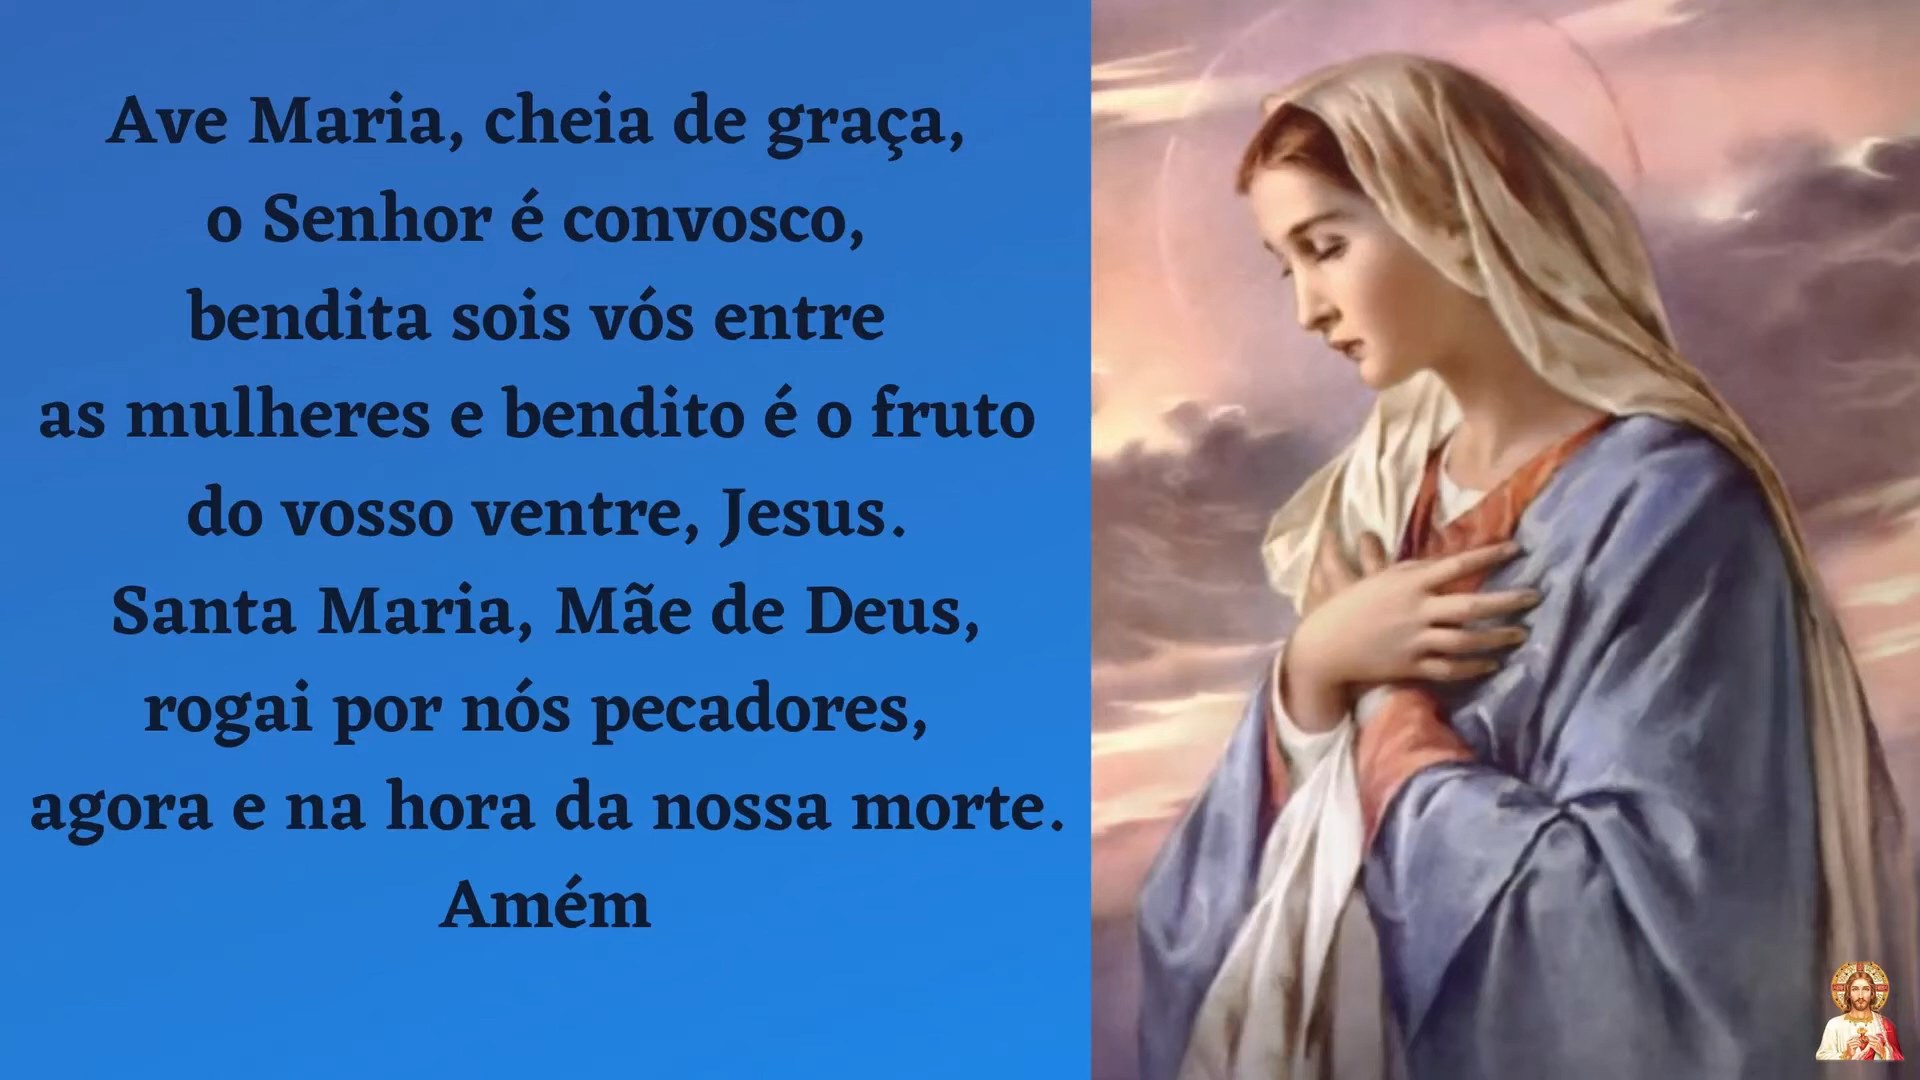 Ave Maria, cheia de graça,
o Senhor é convosco,
bendita sois vós entre
as mulheres e bendito é o fruto
do vosso ventre, Jesus.
Santa Maria, Mãe de Deus,
rogai por nós pecadores,
agora e na hora da nossa morte.
Amém